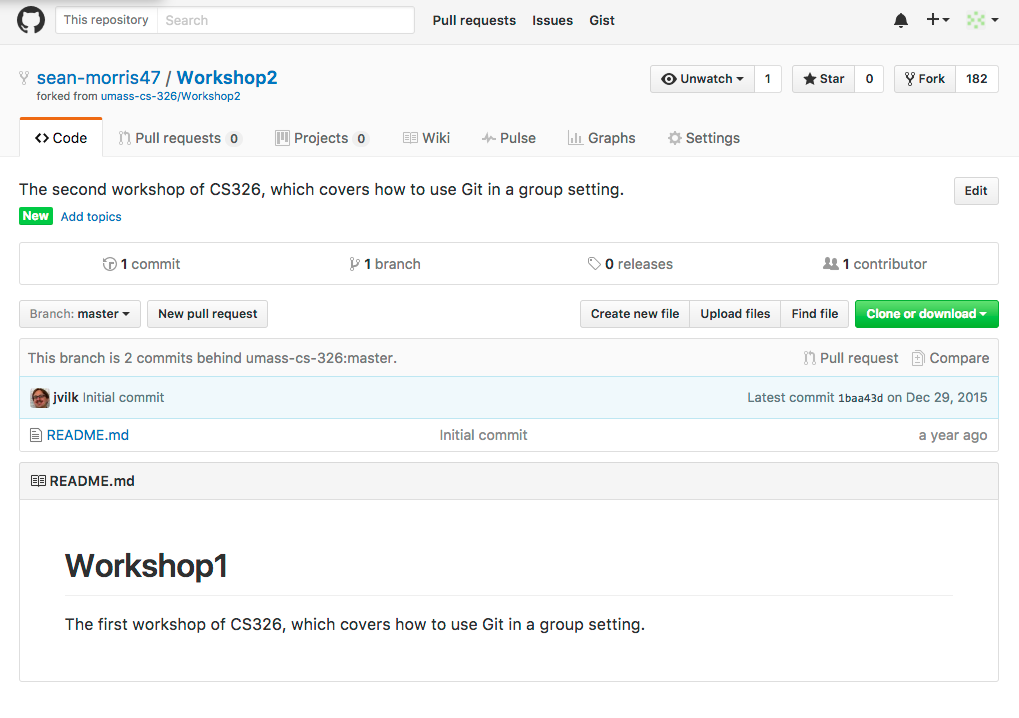 This repository Search Pull requests Issues Gist
sean-morris47 / Workshop2 Unwatch 1 Star 0 Fork 182
forked from umass-cs-326/Workshop2
Code Pull requests 0 Projects 0 Wiki Pulse Graphs Settings
The second workshop of CS326, which covers how to use Git in a group setting. Edit
New Add topics
1 commit 1 branch 0 releases 1 contributor
Branch: master New pull request Create new file Upload files Find file Clone or download
This branch is 2 commits behind umass-cs-326:master. Pull request Compare
jvilk Initial commit Latest commit 1baa43d on Dec 29, 2015
README.md Initial commit a year ago
README.md
Workshop1
The first workshop of CS326, which covers how to use Git in a group setting.